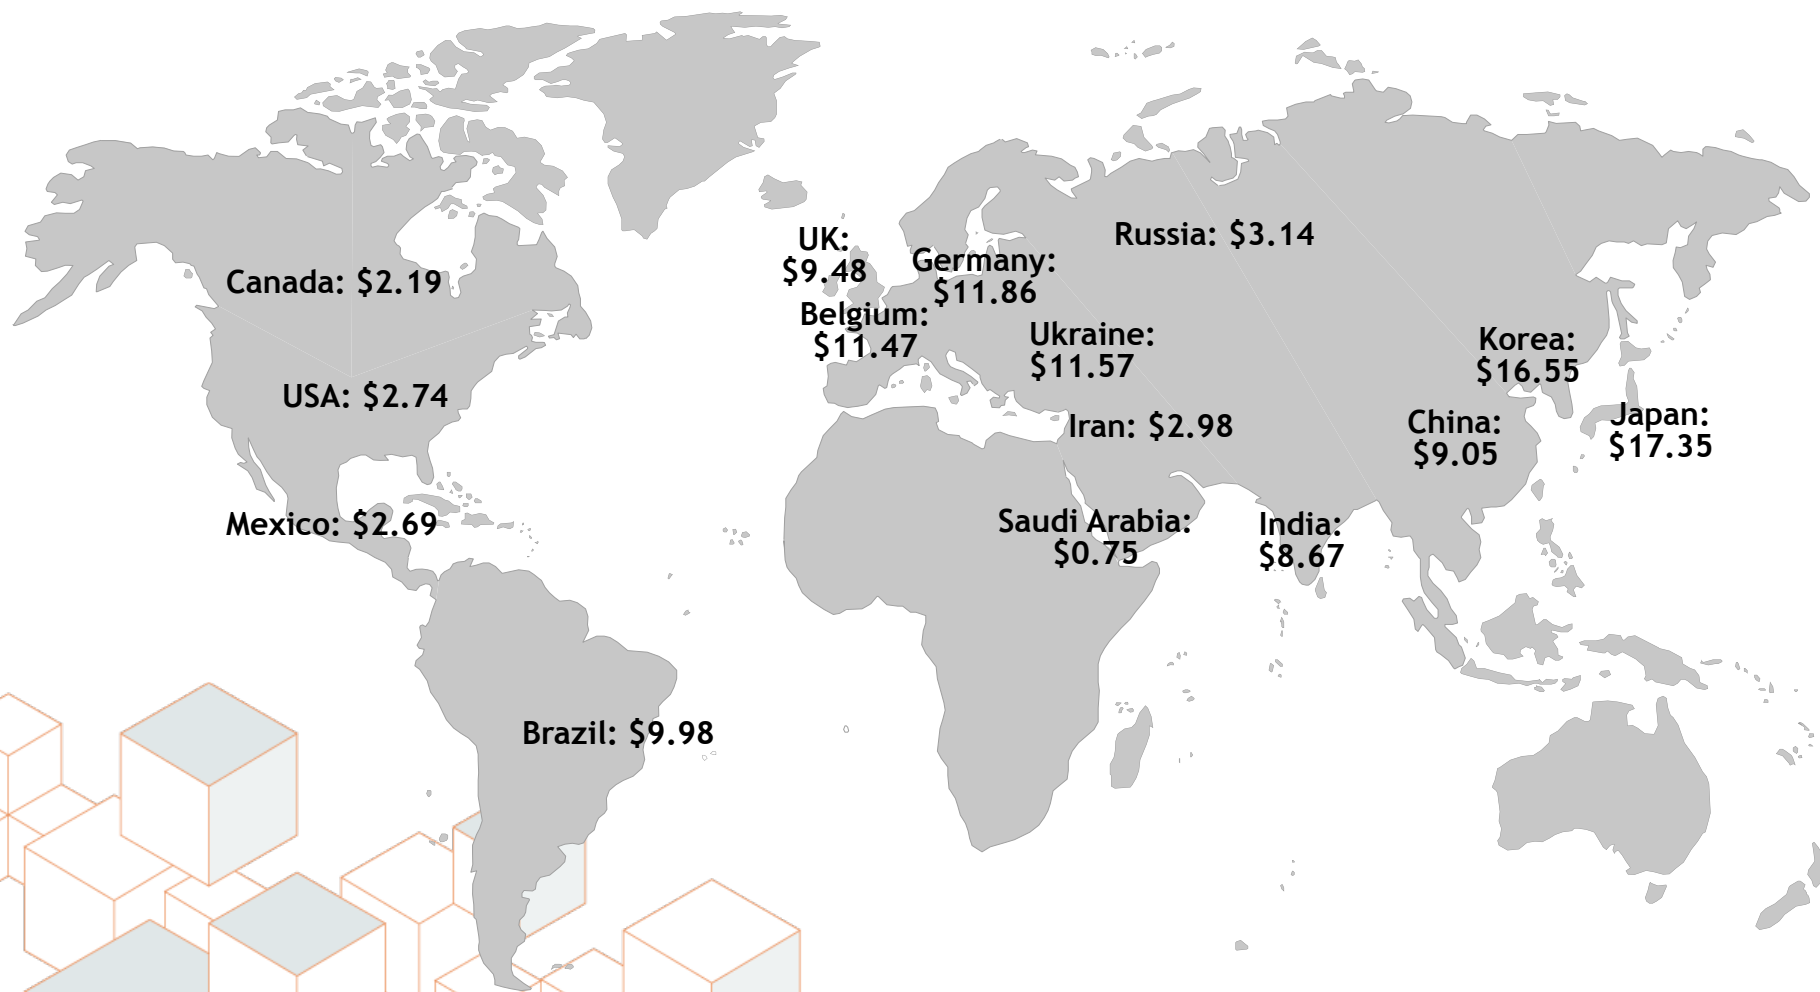 UK:
$9.48
Russia: $3.14
Germany:
$11.86
Canada: $2.19
Belgium:
$11.47
Ukraine:
$11.57
Korea:
$16.55
USA: $2.74
Iran: $2.98
China:
$9.05
Japan:
$17.35
Mexico: $2.69
Saudi Arabia:
$0.75
India:
$8.67
Brazil: $9.98